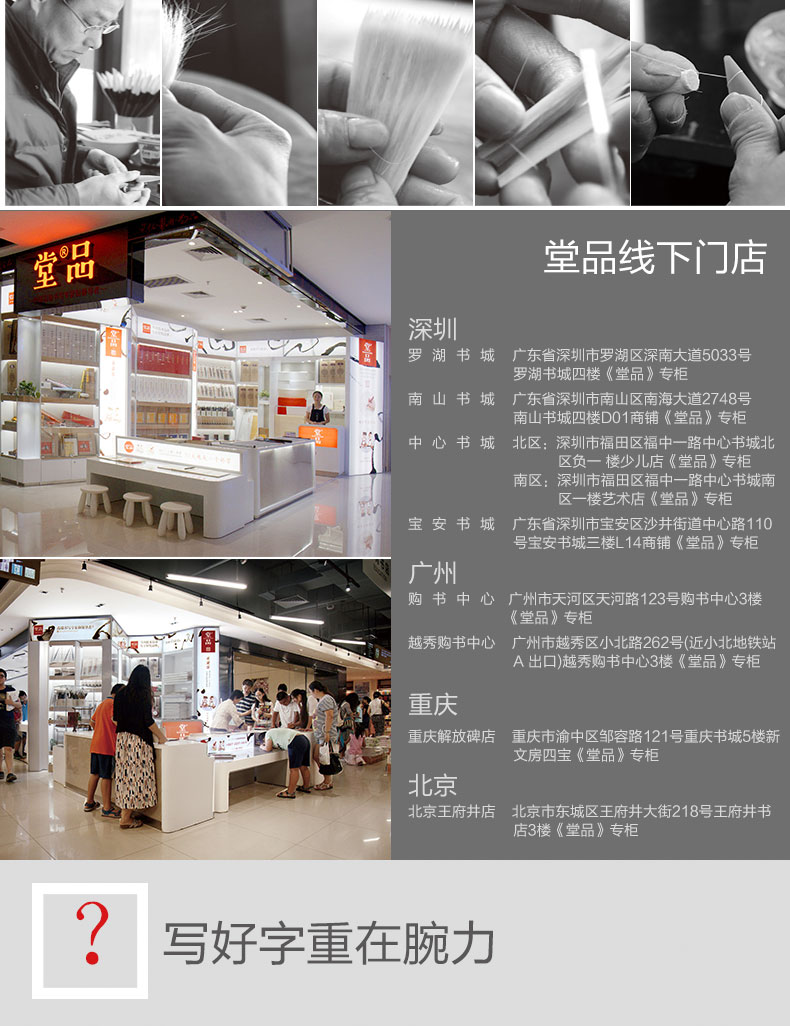 堂®品
堂品线下门店
深圳
罗湖书城 广东省深圳市罗湖区深南大道5033号
罗湖书城四楼《堂品》专柜
南山书城 广东省深圳市南山区南海大道2748号
南山书城四楼D01商铺《堂品》专柜
中心书城 北区：深圳市福田区福中一路中心书城北
区负一 楼少儿店《堂品》专柜
南区：深圳市福田区福中一路中心书城南
区一楼艺术店《堂品》专柜
宝安书城 广东省深圳市宝安区沙井街道中心路110
号宝安书城三楼L14商铺《堂品》专柜
广州
购书中心 广州市天河区天河路123号购书中心3楼
《堂品》专柜
越秀购书中心 广州市越秀区小北路262号(近小北地铁站
A 出口)越秀购书中心3楼《堂品》专柜
重庆
重庆解放碑店 重庆市渝中区邹容路121号重庆书城5楼新
文房四宝《堂品》专柜
北京
北京王府井店 北京市东城区王府井大街218号王府井书
店3楼《堂品》专柜
?
写好字重在腕力